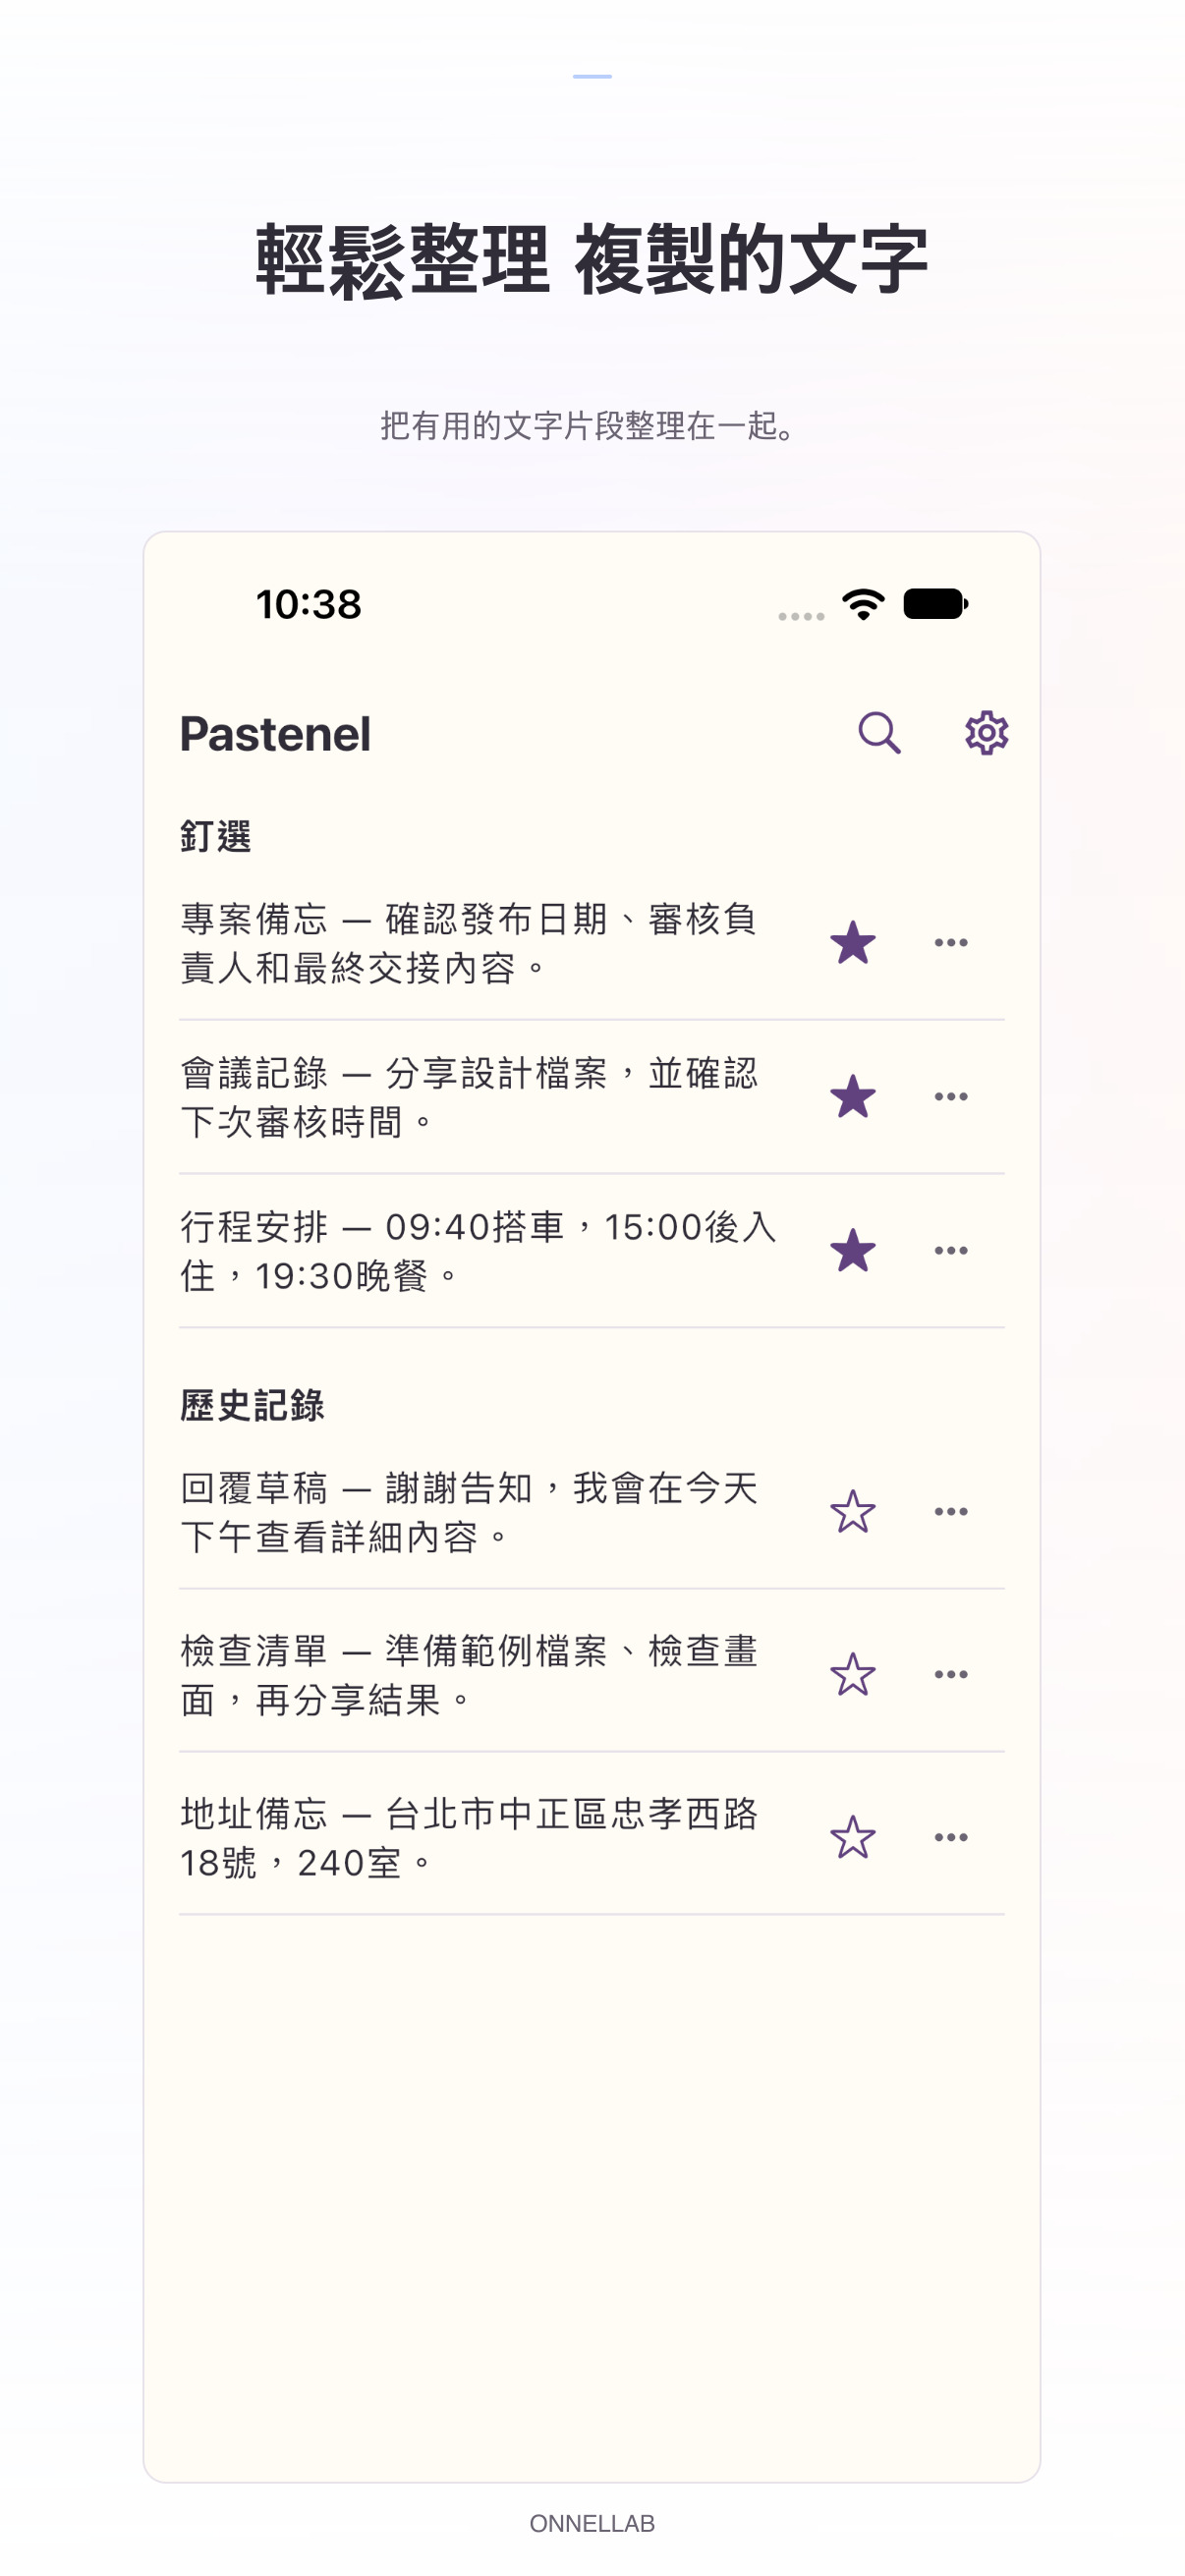 輕鬆整理 複製的文字
把有用的文字片段整理在一起。
10:38
Pastenel
釘選
專案備忘 — 確認發布日期、審核負
責人和最終交接內容。
會議記錄 — 分享設計檔案，並確認
下次審核時間。
行程安排 — 09:40搭車，15:00後入
住，19:30晚餐。
歷史記錄
回覆草稿 — 謝謝告知，我會在今天
下午查看詳細內容。
檢查清單 — 準備範例檔案、檢查畫
面，再分享結果。
地址備忘 — 台北市中正區忠孝西路
18號，240室。
ONNELLAB